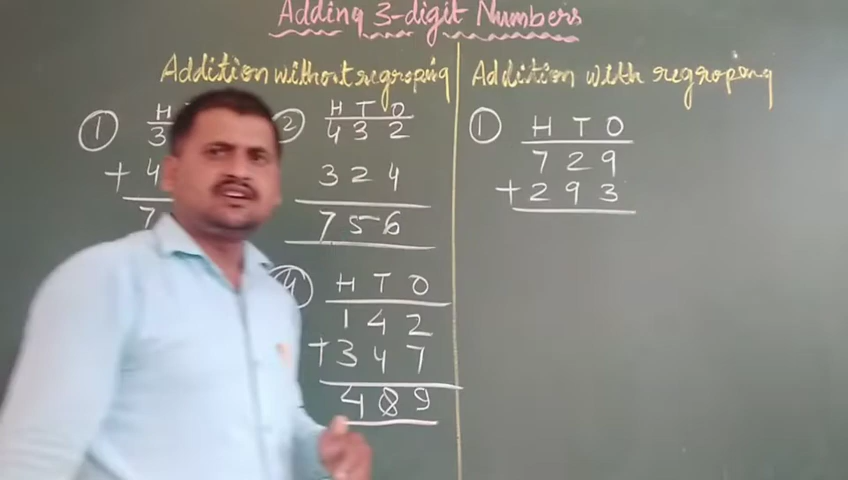 Adding 3-digit Numbers
Addition without regroping
1
H
3
+ 4
7
2
H T O
4 3 2
3 2 4
7 5 6
4
H T O
1 4 2
+ 3 4 7
4 8 9
Addition with regroping
1
H T O
7 2 9
+ 2 9 3